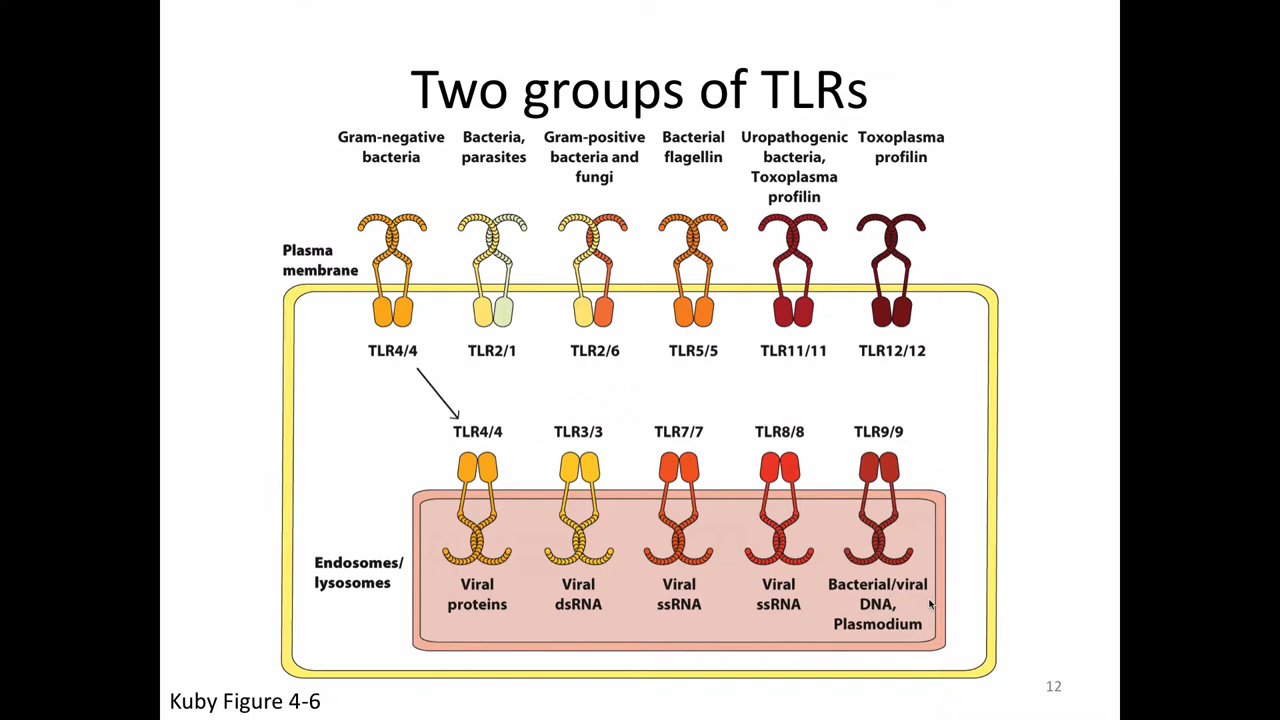 Two groups of TLRs
Gram-negative
bacteria
Bacteria,
parasites
Gram-positive
bacteria and
fungi
Bacterial
flagellin
Uropathogenic
bacteria,
Toxoplasma
profilin
Toxoplasma
profilin
Plasma
membrane
TLR4/4
TLR2/1
TLR2/6
TLR5/5
TLR11/11
TLR12/12
TLR4/4
TLR3/3
TLR7/7
TLR8/8
TLR9/9
Endosomes/
lysosomes
Viral
proteins
Viral
dsRNA
Viral
ssRNA
Viral
ssRNA
Bacterial/viral
DNA,
Plasmodium
Kuby Figure 4-6
12